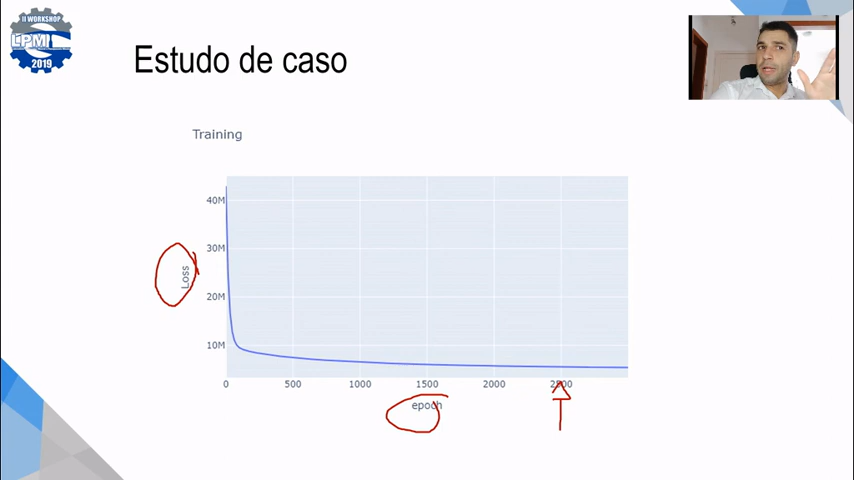 II WORKSHOP
LPMI
2019
Estudo de caso
Training
40M
30M
20M
10M
Loss
0
500
1000
1500
2000
2500
epoch